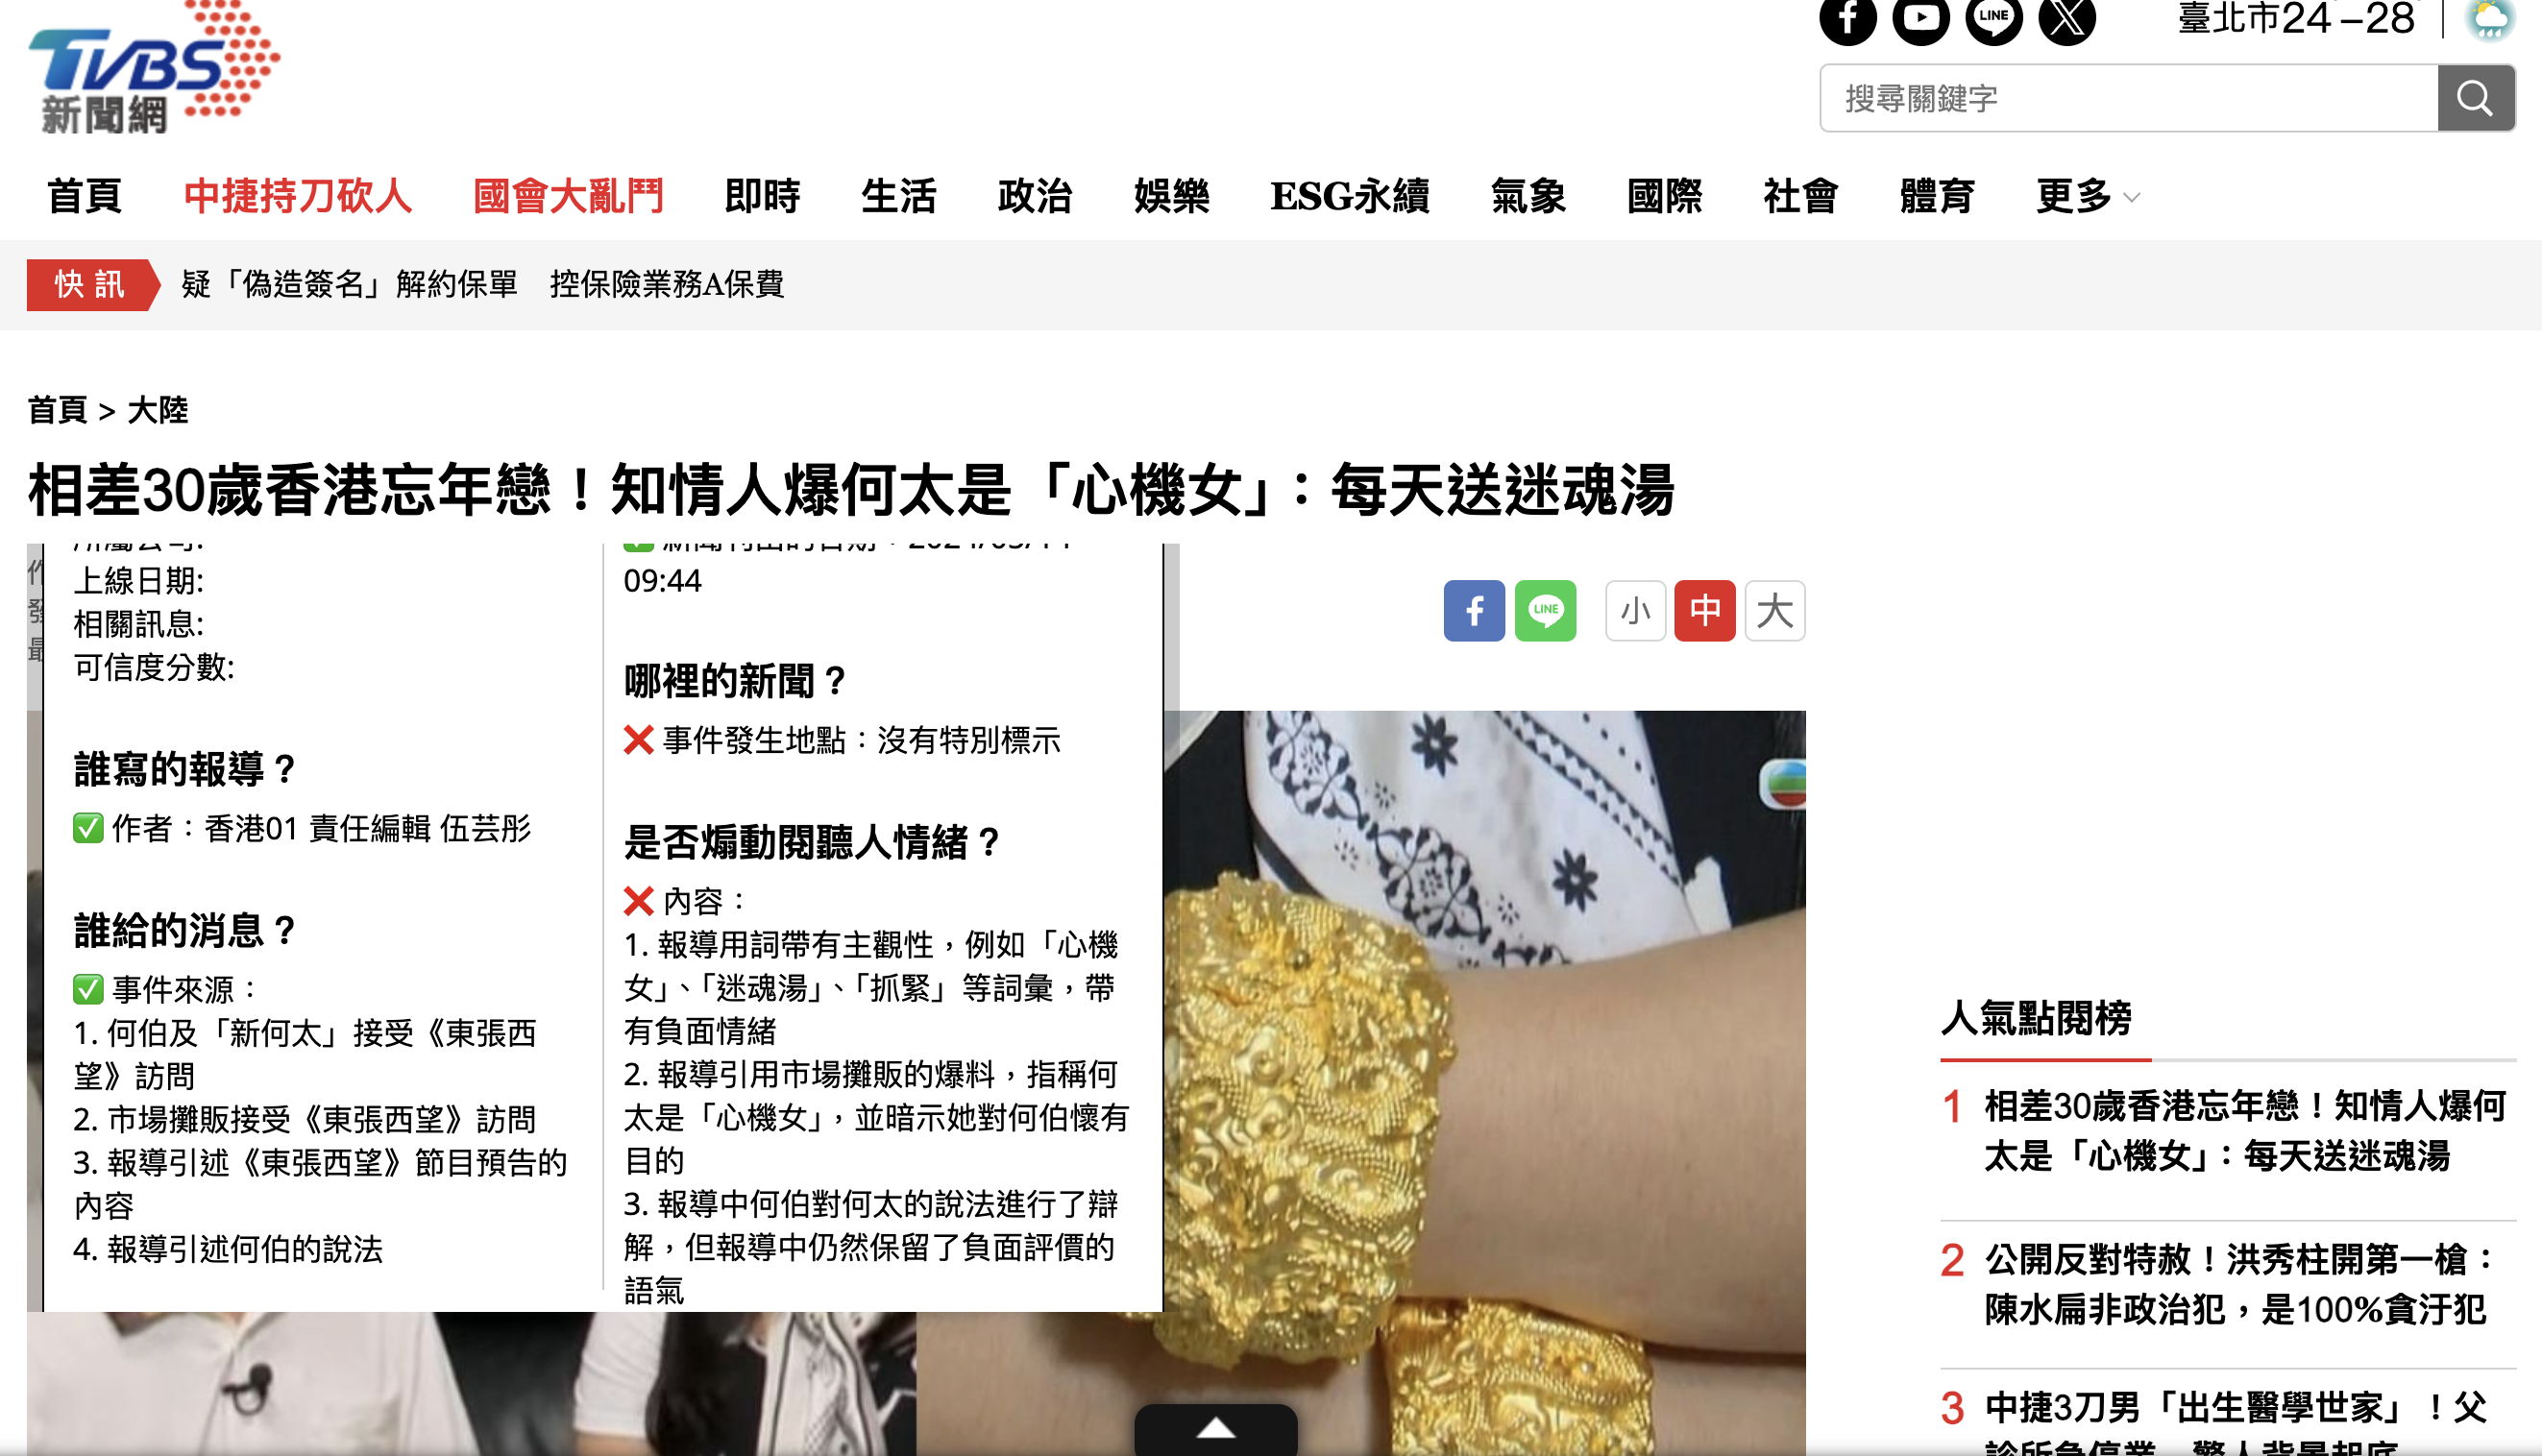 TVBS
新聞網
臺北市24°–28°
LINE
搜尋關鍵字
首頁 中捷持刀砍人 國會大亂鬥 即時 生活 政治 娛樂 ESG永續 氣象 國際 社會 體育 更多
快訊 疑「偽造簽名」解約保單 控保險業務A保費
首頁 > 大陸
相差30歲香港忘年戀！知情人爆何太是「心機女」：每天送迷魂湯
LINE 小 中 大
上線日期:
相關訊息:
可信度分數:
誰寫的報導？
✅ 作者：香港01 責任編輯 伍芸彤
誰給的消息？
✅ 事件來源：
1. 何伯及「新何太」接受《東張西
望》訪問
2. 市場攤販接受《東張西望》訪問
3. 報導引述《東張西望》節目預告的
內容
4. 報導引述何伯的說法
09:44
哪裡的新聞？
❌ 事件發生地點：沒有特別標示
是否煽動閱聽人情緒？
❌ 內容：
1. 報導用詞帶有主觀性，例如「心機
女」、「迷魂湯」、「抓緊」等詞彙，帶
有負面情緒
2. 報導引用市場攤販的爆料，指稱何
太是「心機女」，並暗示她對何伯懷有
目的
3. 報導中何伯對何太的說法進行了辯
解，但報導中仍然保留了負面評價的
語氣
人氣點閱榜
1 相差30歲香港忘年戀！知情人爆何
太是「心機女」：每天送迷魂湯
2 公開反對特赦！洪秀柱開第一槍：
陳水扁非政治犯，是100%貪汙犯
3 中捷3刀男「出生醫學世家」！父